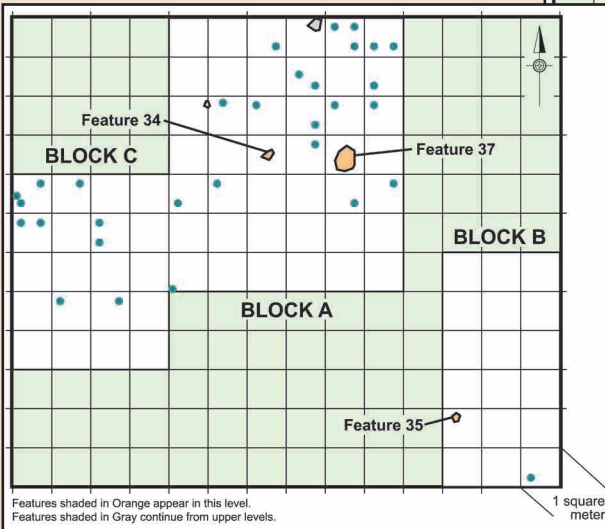 Feature 34
BLOCK C
Feature 37
BLOCK B
BLOCK A
Feature 35
Features shaded in Orange appear in this level.
Features shaded in Gray continue from upper levels.
1 square
meter